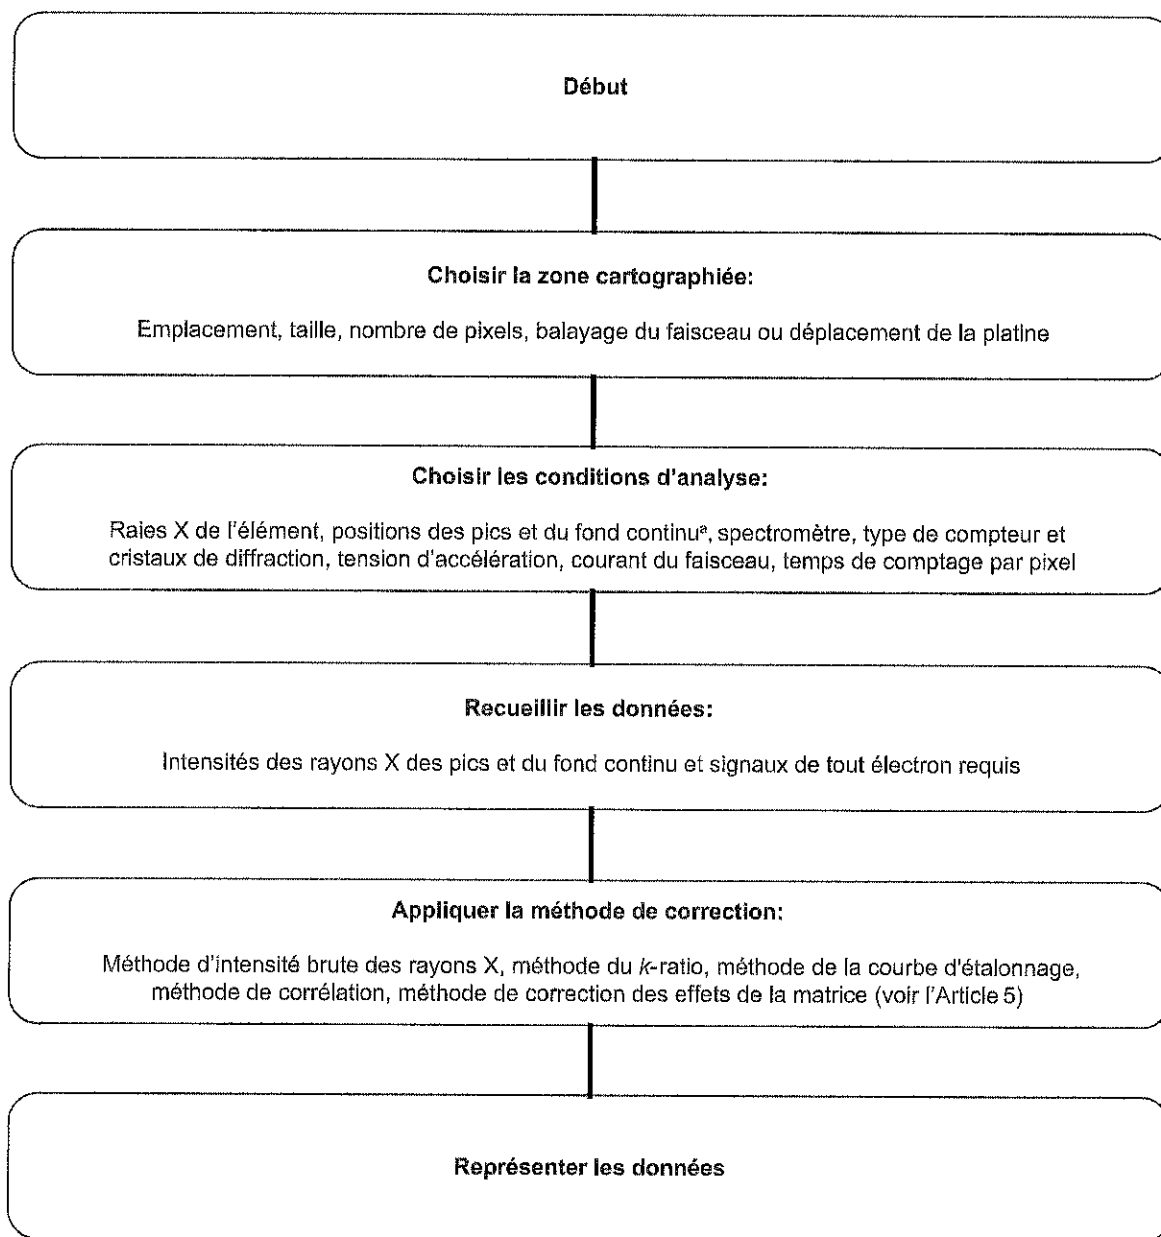 Début
Choisir la zone cartographiée:
Emplacement, taille, nombre de pixels, balayage du faisceau ou déplacement de la platine
Choisir les conditions d'analyse:
Raies X de l'élément, positions des pics et du fond continuᵃ, spectromètre, type de compteur et
cristaux de diffraction, tension d'accélération, courant du faisceau, temps de comptage par pixel
Recueillir les données:
Intensités des rayons X des pics et du fond continu et signaux de tout électron requis
Appliquer la méthode de correction:
Méthode d'intensité brute des rayons X, méthode du k-ratio, méthode de la courbe d'étalonnage,
méthode de corrélation, méthode de correction des effets de la matrice (voir l'Article 5)
Représenter les données